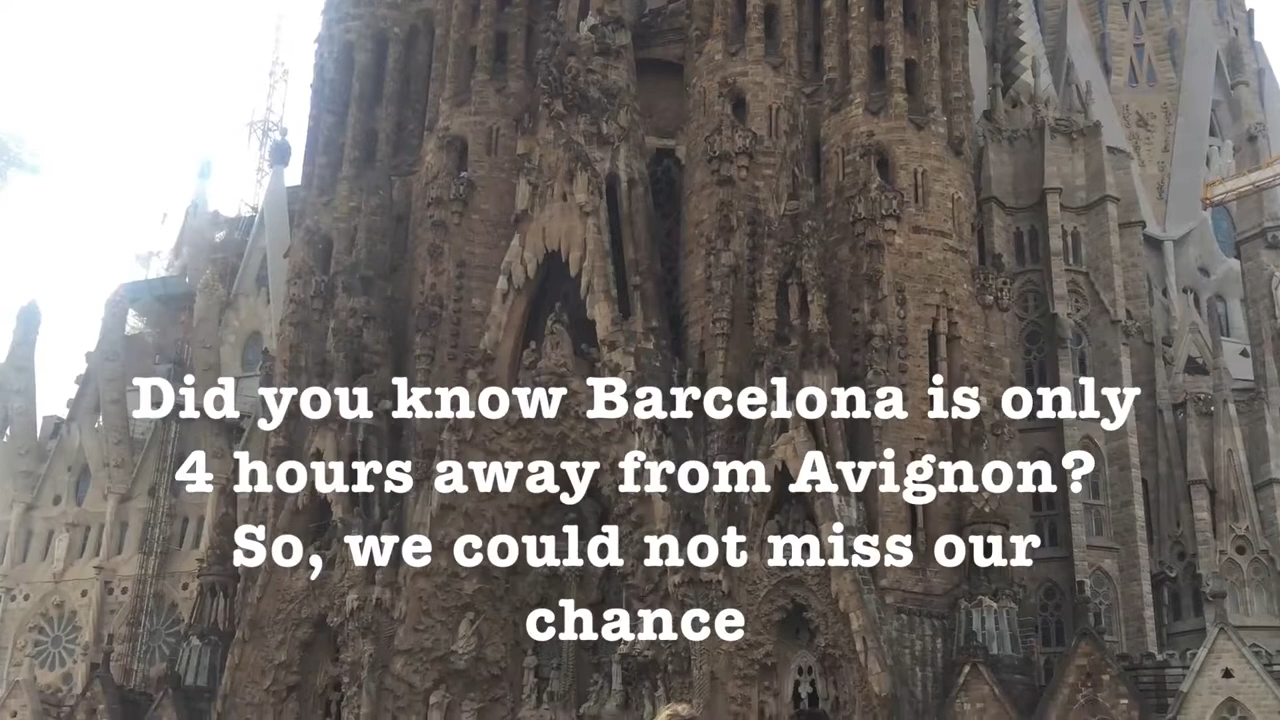 Did you know Barcelona is only
4 hours away from Avignon?
So, we could not miss our
chance